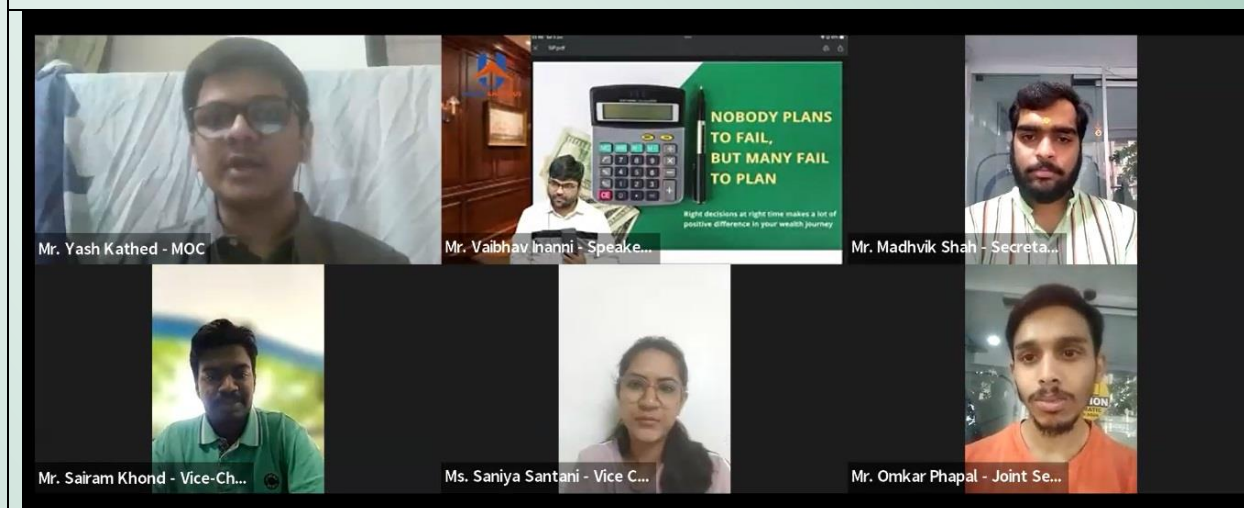 SIP.pdf
NOBODY PLANS
TO FAIL,
BUT MANY FAIL
TO PLAN
Right decisions at right time makes a lot of
positive difference in your wealth journey
Mr. Yash Kathed - MOC
Mr. Vaibhav Inanni - Speake...
Mr. Madhvik Shah - Secreta...
Mr. Sairam Khond - Vice-Ch...
Ms. Saniya Santani - Vice C...
Mr. Omkar Phapal - Joint Se...